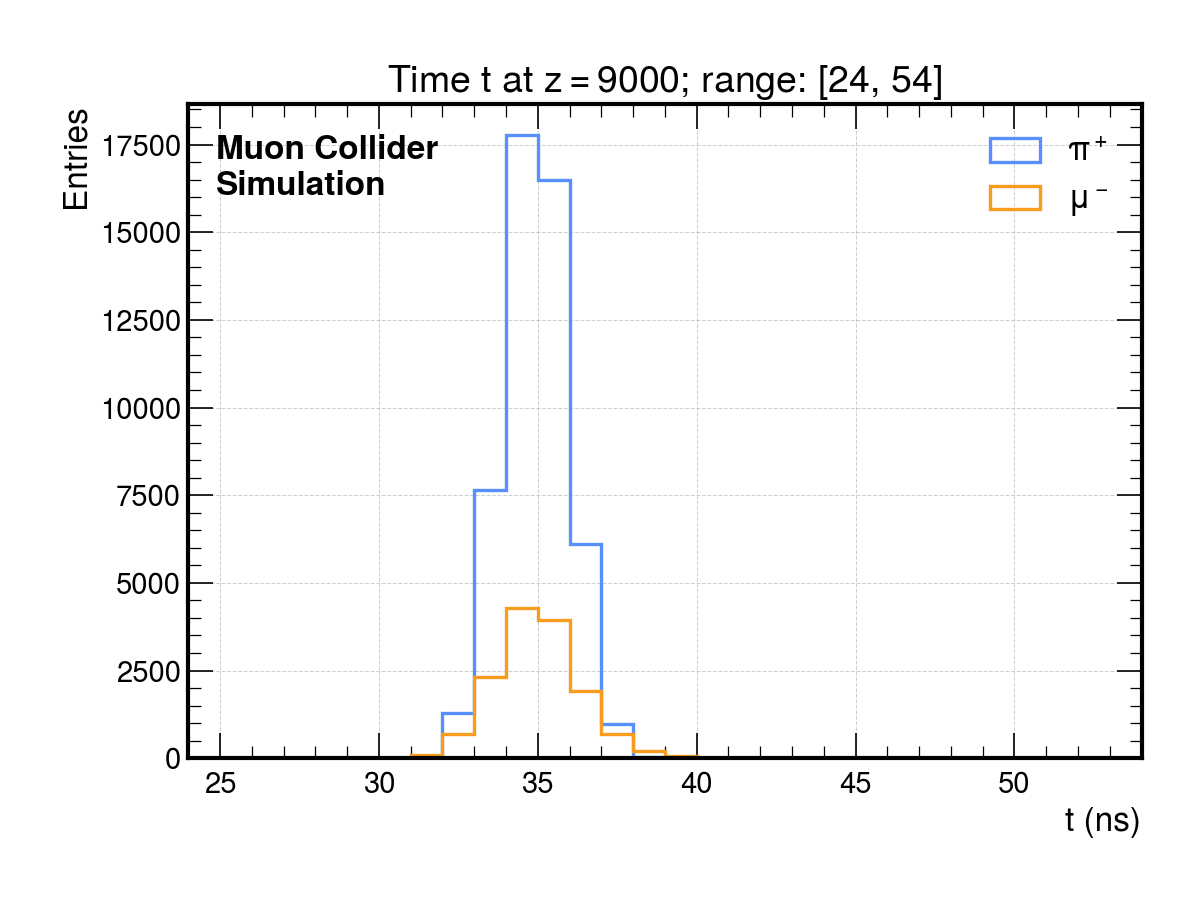 Time t at z = 9000; range: [24, 54]
Entries
Muon Collider
Simulation
π⁺
μ⁻
17500
15000
12500
10000
7500
5000
2500
0
25 30 35 40 45 50
t (ns)